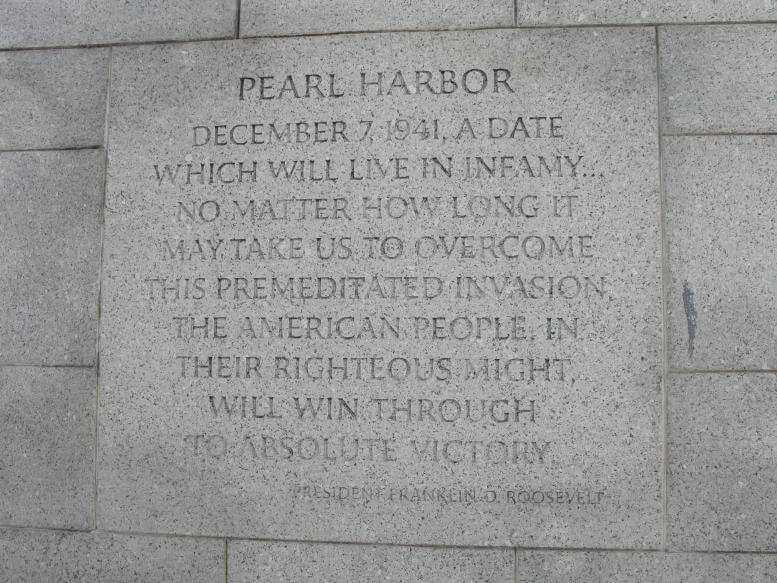 PEARL HARBOR
DECEMBER 7, 1941, A DATE
WHICH WILL LIVE IN INFAMY...
NO MATTER HOW LONG IT
MAY TAKE US TO OVERCOME
THIS PREMEDITATED INVASION,
THE AMERICAN PEOPLE, IN
THEIR RIGHTEOUS MIGHT,
WILL WIN THROUGH
TO ABSOLUTE VICTORY.
PRESIDENT FRANKLIN D. ROOSEVELT